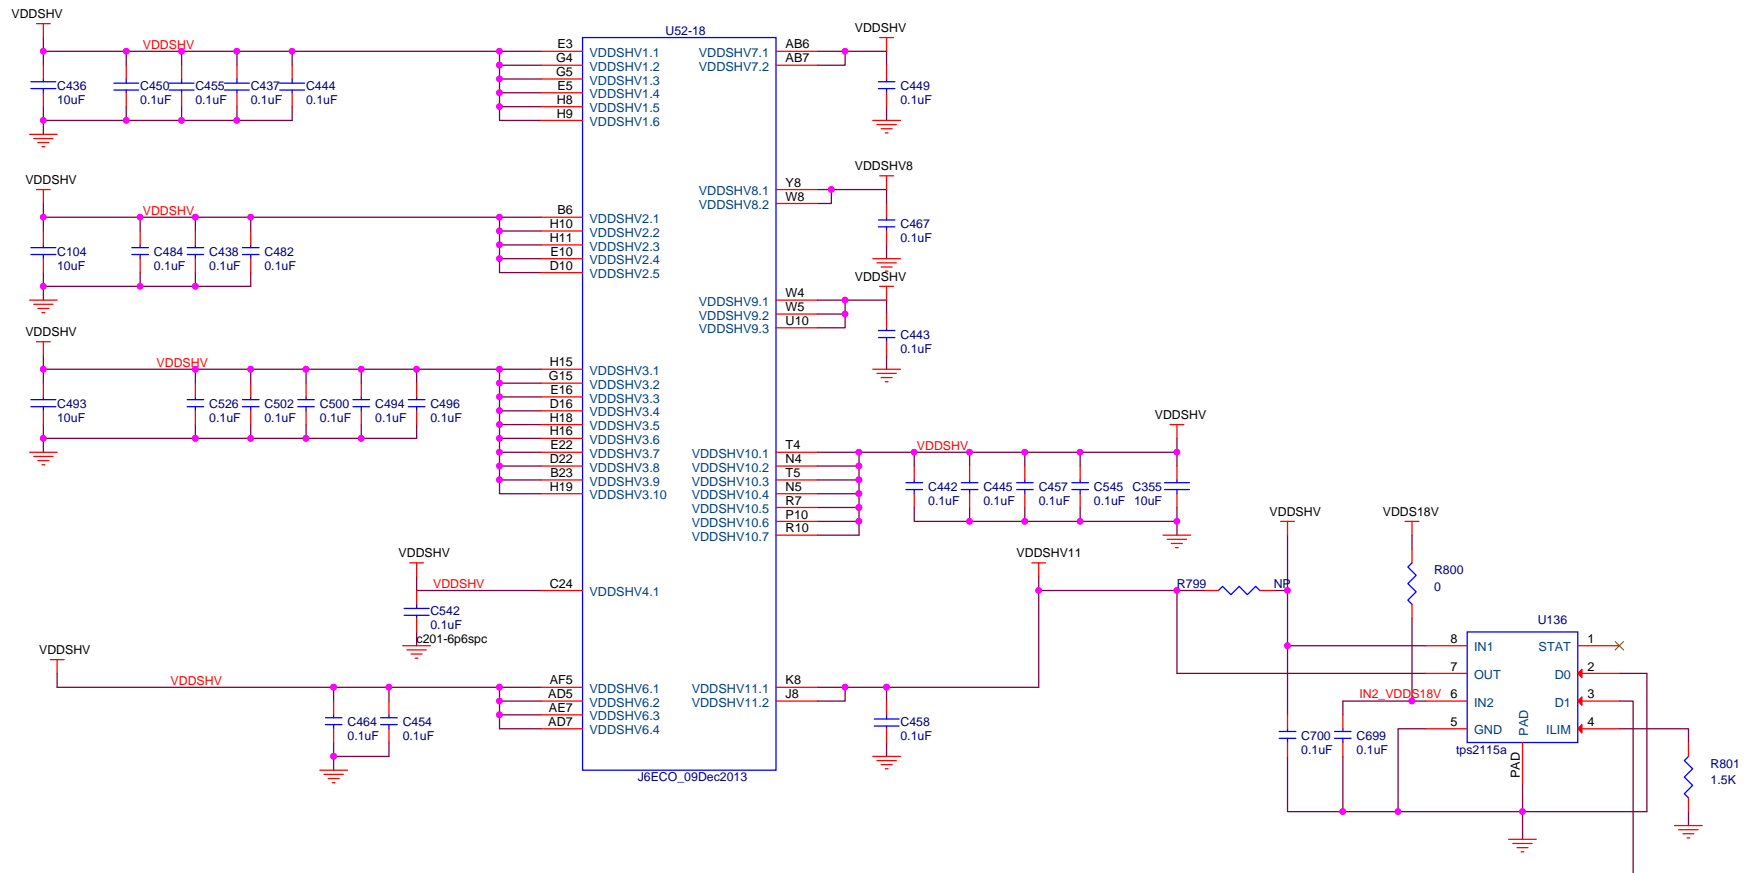 VDDSHV
VDDSHV
C436
10uF
C450
0.1uF
C455
0.1uF
C437
0.1uF
C444
0.1uF
VDDSHV
VDDSHV
C104
10uF
C484
0.1uF
C438
0.1uF
C482
0.1uF
VDDSHV
VDDSHV
C493
10uF
C526
0.1uF
C502
0.1uF
C500
0.1uF
C494
0.1uF
C496
0.1uF
VDDSHV
VDDSHV
C542
0.1uF
c201-6p6spc
VDDSHV
VDDSHV
C464
0.1uF
C454
0.1uF
U52-18
E3 VDDSHV1.1
G4 VDDSHV1.2
G5 VDDSHV1.3
E5 VDDSHV1.4
H8 VDDSHV1.5
H9 VDDSHV1.6
B6 VDDSHV2.1
H10 VDDSHV2.2
H11 VDDSHV2.3
E10 VDDSHV2.4
D10 VDDSHV2.5
H15 VDDSHV3.1
G15 VDDSHV3.2
E16 VDDSHV3.3
D16 VDDSHV3.4
H18 VDDSHV3.5
H16 VDDSHV3.6
E22 VDDSHV3.7
D22 VDDSHV3.8
B23 VDDSHV3.9
H19 VDDSHV3.10
C24 VDDSHV4.1
AF5 VDDSHV6.1
AD5 VDDSHV6.2
AE7 VDDSHV6.3
AD7 VDDSHV6.4
VDDSHV7.1 AB6
VDDSHV7.2 AB7
VDDSHV8.1 Y8
VDDSHV8.2 W8
VDDSHV9.1 W4
VDDSHV9.2 W5
VDDSHV9.3 U10
VDDSHV10.1 T4
VDDSHV10.2 N4
VDDSHV10.3 T5
VDDSHV10.4 N5
VDDSHV10.5 R7
VDDSHV10.6 P10
VDDSHV10.7 R10
VDDSHV11.1 K8
VDDSHV11.2 J8
J6ECO_09Dec2013
VDDSHV
C449
0.1uF
VDDSHV8
C467
0.1uF
VDDSHV
C443
0.1uF
VDDSHV
VDDSHV
C442
0.1uF
C445
0.1uF
C457
0.1uF
C545
0.1uF
C355
10uF
VDDSHV11
C458
0.1uF
R799 NP
VDDSHV
VDDS18V
R800
0
U136
8 IN1 STAT 1
7 OUT D0 2
IN2_VDDS18V 6 IN2 D1 3
5 GND PAD ILIM 4
tps2115a
PAD
C700
0.1uF
C699
0.1uF
R801
1.5K